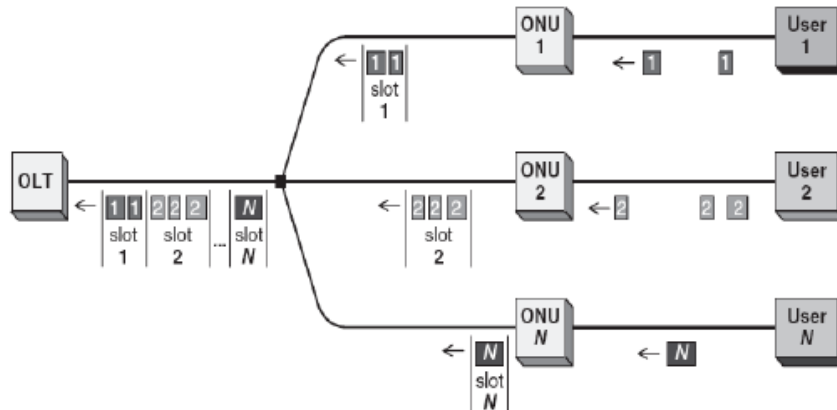 ONU
1
User
1
1 1
slot
1
1 1
OLT
ONU
2
User
2
1 1 2 2 2 ... N
slot slot slot
1 2 N
2 2 2
slot
2
2 2 2
ONU
N
User
N
N
slot
N
N